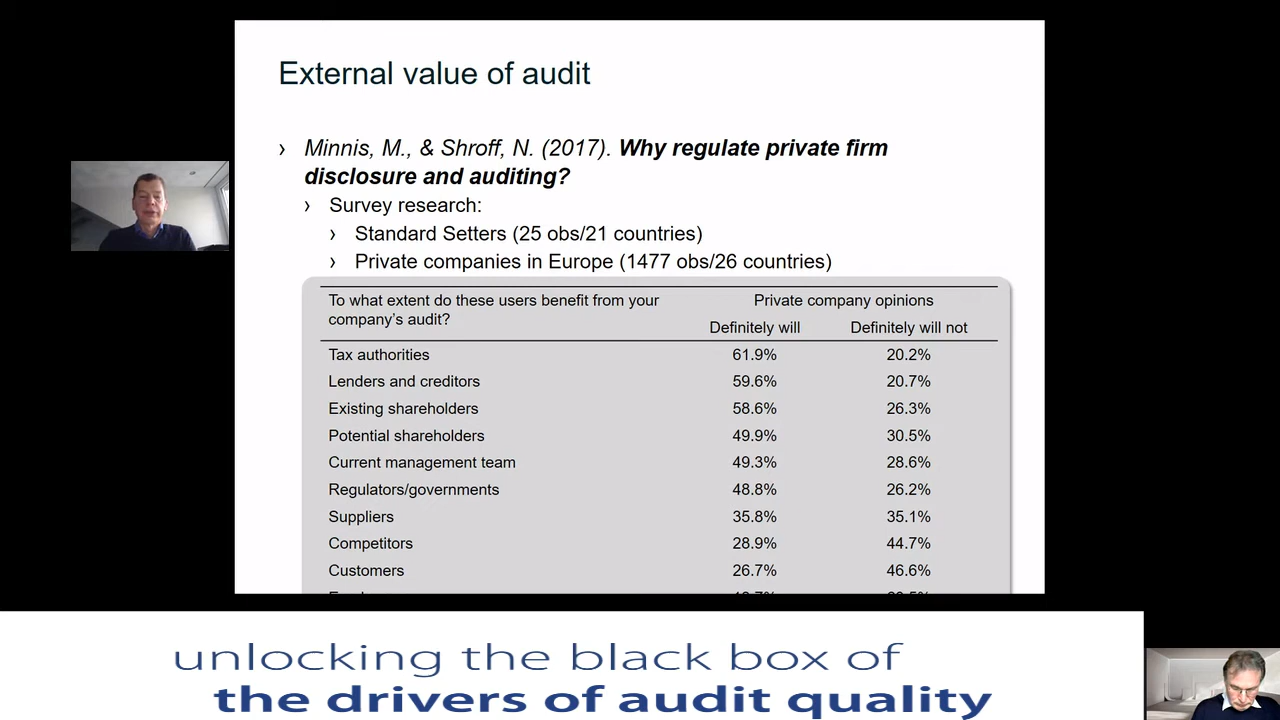 External value of audit
› Minnis, M., & Shroff, N. (2017). Why regulate private firm
disclosure and auditing?
› Survey research:
› Standard Setters (25 obs/21 countries)
› Private companies in Europe (1477 obs/26 countries)
To what extent do these users benefit from your Private company opinions
company's audit?
Definitely will Definitely will not
Tax authorities 61.9% 20.2%
Lenders and creditors 59.6% 20.7%
Existing shareholders 58.6% 26.3%
Potential shareholders 49.9% 30.5%
Current management team 49.3% 28.6%
Regulators/governments 48.8% 26.2%
Suppliers 35.8% 35.1%
Competitors 28.9% 44.7%
Customers 26.7% 46.6%
unlocking the black box of
the drivers of audit quality